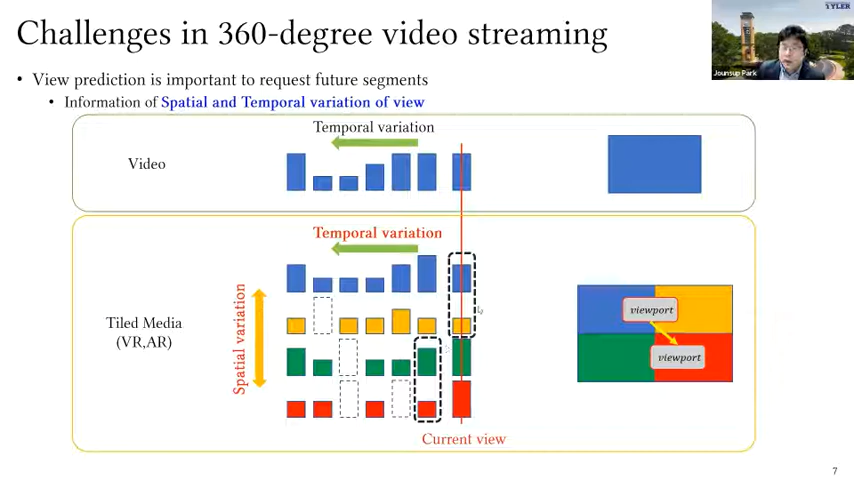 Challenges in 360-degree video streaming
TYLER
Jounsup Park
• View prediction is important to request future segments
• Information of Spatial and Temporal variation of view
Temporal variation
Video
Temporal variation
Spatial variation
Tiled Media
(VR,AR)
viewport
viewport
Current view
7